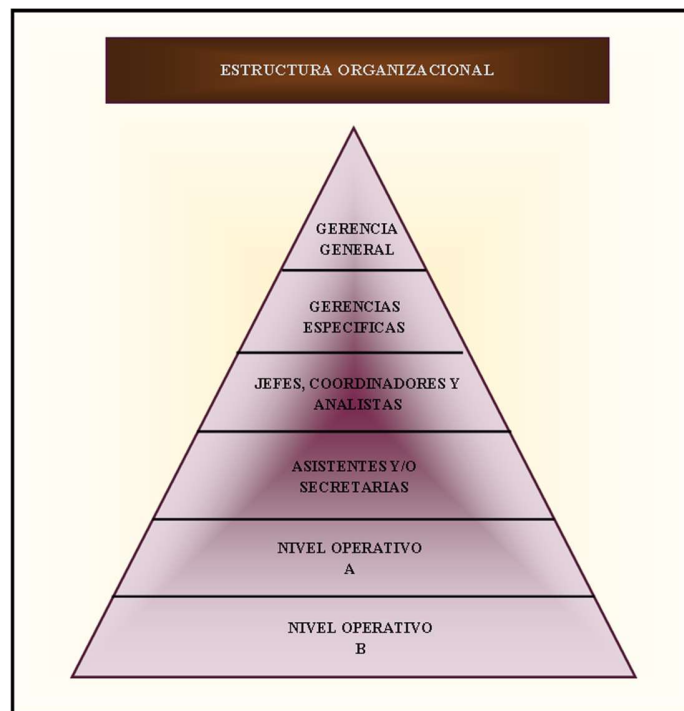 ESTRUCTURA ORGANIZACIONAL
GERENCIA
GENERAL
GERENCIAS
ESPECIFICAS
JEFES, COORDINADORES Y
ANALISTAS
ASISTENTES Y/O
SECRETARIAS
NIVEL OPERATIVO
A
NIVEL OPERATIVO
B